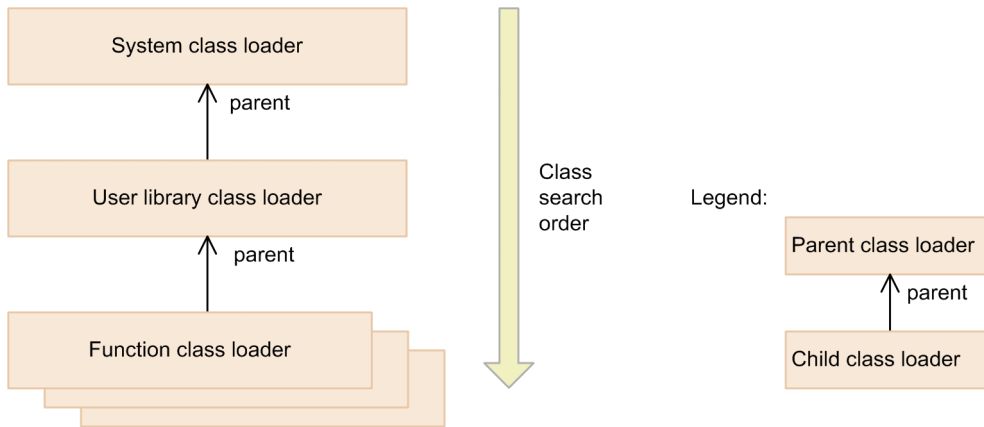 System class loader
parent
User library class loader
parent
Function class loader
Class
search
order
Legend:
Parent class loader
parent
Child class loader